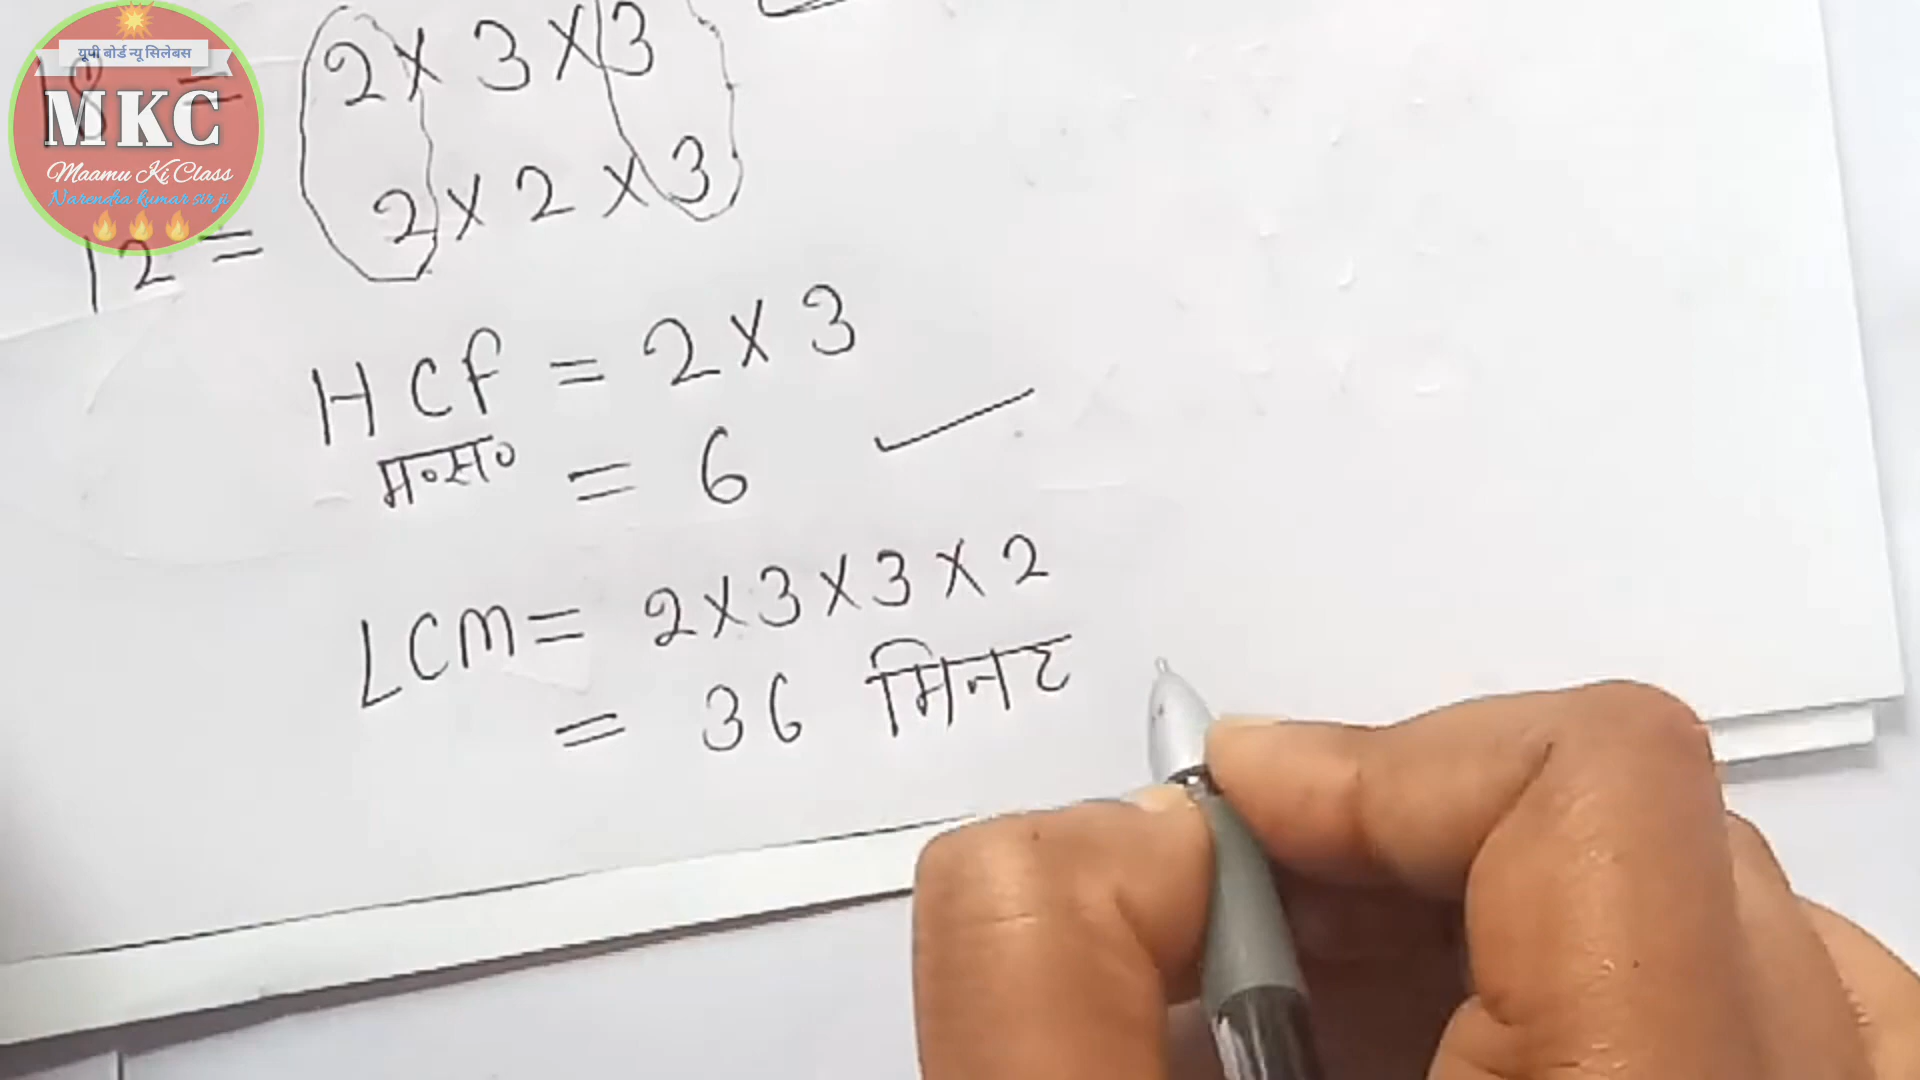 यूपी बोर्ड न्यू सिलेबस
MKC
Maamu Ki Class
Narendra kumar sir ji
18 = 2 × 3 × 3
12 = 2 × 2 × 3
HCF = 2 × 3
म॰स॰ = 6
LCM = 2 × 3 × 3 × 2
= 36 मिनट